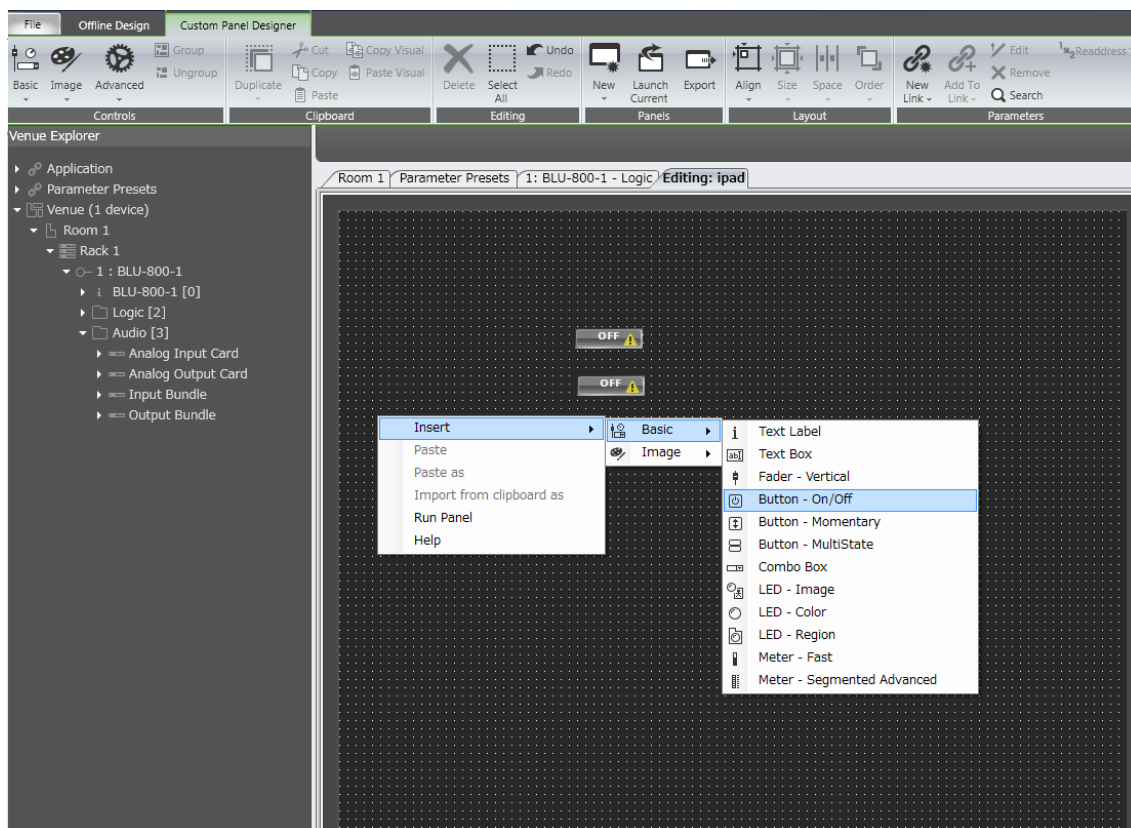 File Offline Design Custom Panel Designer
Group Cut Copy Visual Undo Edit 1→2 Readdress
Ungroup Copy Paste Visual Redo Remove
Basic Image Advanced Duplicate Paste Delete Select All New Launch Current Export Align Size Space Order New Link Add To Link Search
Controls Clipboard Editing Panels Layout Parameters
Venue Explorer
Application
Parameter Presets
Venue (1 device)
Room 1
Rack 1
1 : BLU-800-1
i BLU-800-1 [0]
Logic [2]
Audio [3]
Analog Input Card
Analog Output Card
Input Bundle
Output Bundle
Room 1 Parameter Presets 1: BLU-800-1 - Logic Editing: ipad
OFF
OFF
Insert
Paste
Paste as
Import from clipboard as
Run Panel
Help
Basic
Image
i Text Label
abI Text Box
Fader - Vertical
Button - On/Off
Button - Momentary
Button - MultiState
Combo Box
LED - Image
LED - Color
LED - Region
Meter - Fast
Meter - Segmented Advanced